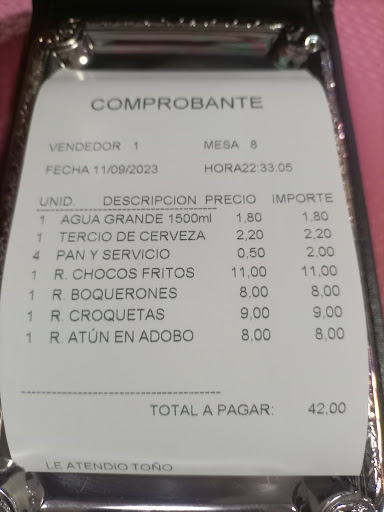 COMPROBANTE
VENDEDOR 1 MESA 8
FECHA 11/09/2023 HORA22:33:05
UNID. DESCRIPCION PRECIO IMPORTE
1 AGUA GRANDE 1500ml 1,80 1,80
1 TERCIO DE CERVEZA 2,20 2,20
4 PAN Y SERVICIO 0,50 2,00
1 R. CHOCOS FRITOS 11,00 11,00
1 R. BOQUERONES 8,00 8,00
1 R. CROQUETAS 9,00 9,00
1 R. ATÚN EN ADOBO 8,00 8,00
TOTAL A PAGAR: 42,00
LE ATENDIO TOÑO